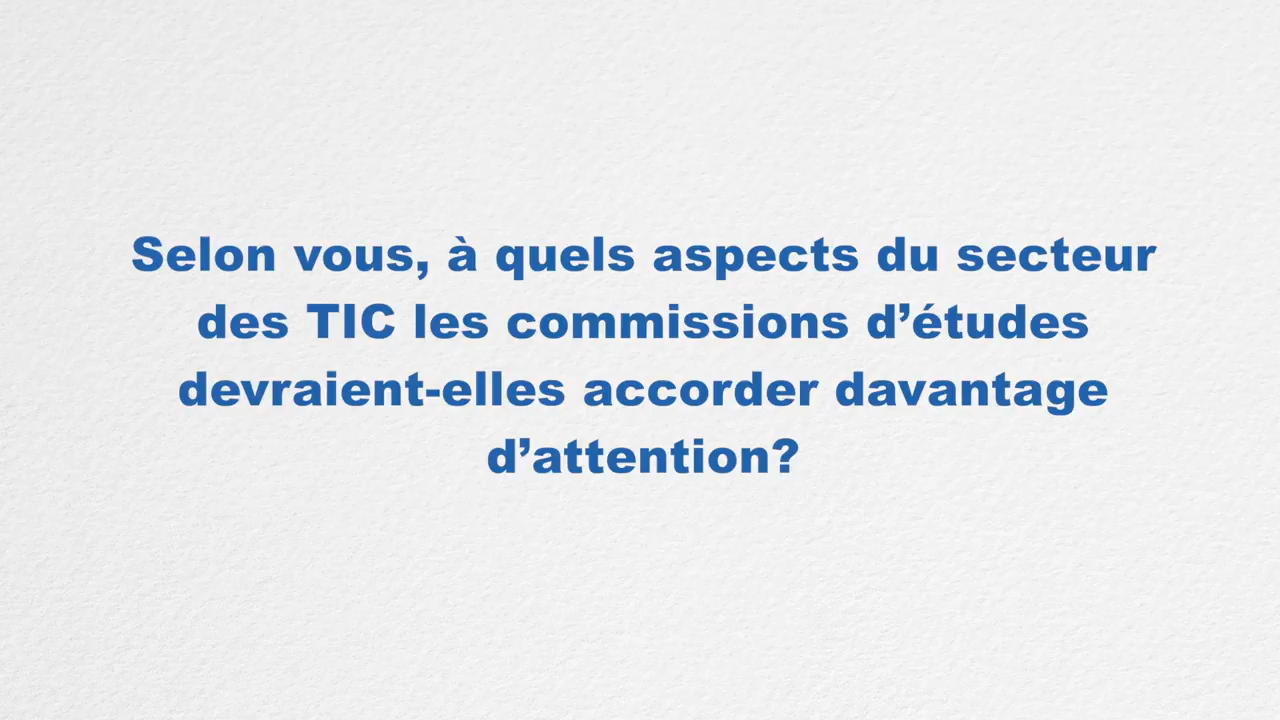 Selon vous, à quels aspects du secteur
des TIC les commissions d’études
devraient-elles accorder davantage
d’attention?